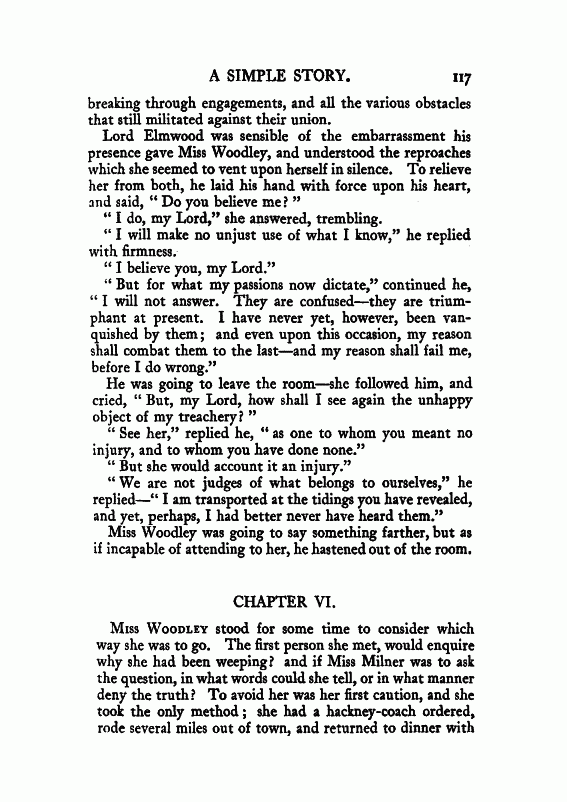 A SIMPLE STORY. 117
breaking through engagements, and all the various obstacles
that still militated against their union.
Lord Elmwood was sensible of the embarrassment his
presence gave Miss Woodley, and understood the reproaches
which she seemed to vent upon herself in silence. To relieve
her from both, he laid his hand with force upon his heart,
and said, “ Do you believe me? ”
“ I do, my Lord,” she answered, trembling.
“ I will make no unjust use of what I know,” he replied
with firmness.
“ I believe you, my Lord.”
“ But for what my passions now dictate,” continued he,
“ I will not answer. They are confused—they are trium-
phant at present. I have never yet, however, been van-
quished by them; and even upon this occasion, my reason
shall combat them to the last—and my reason shall fail me,
before I do wrong.”
He was going to leave the room—she followed him, and
cried, “ But, my Lord, how shall I see again the unhappy
object of my treachery? ”
“ See her,” replied he, “ as one to whom you meant no
injury, and to whom you have done none.”
“ But she would account it an injury.”
“ We are not judges of what belongs to ourselves,” he
replied—“ I am transported at the tidings you have revealed,
and yet, perhaps, I had better never have heard them.”
Miss Woodley was going to say something farther, but as
if incapable of attending to her, he hastened out of the room.
CHAPTER VI.
Miss Woodley stood for some time to consider which
way she was to go. The first person she met, would enquire
why she had been weeping? and if Miss Milner was to ask
the question, in what words could she tell, or in what manner
deny the truth? To avoid her was her first caution, and she
took the only method; she had a hackney-coach ordered,
rode several miles out of town, and returned to dinner with